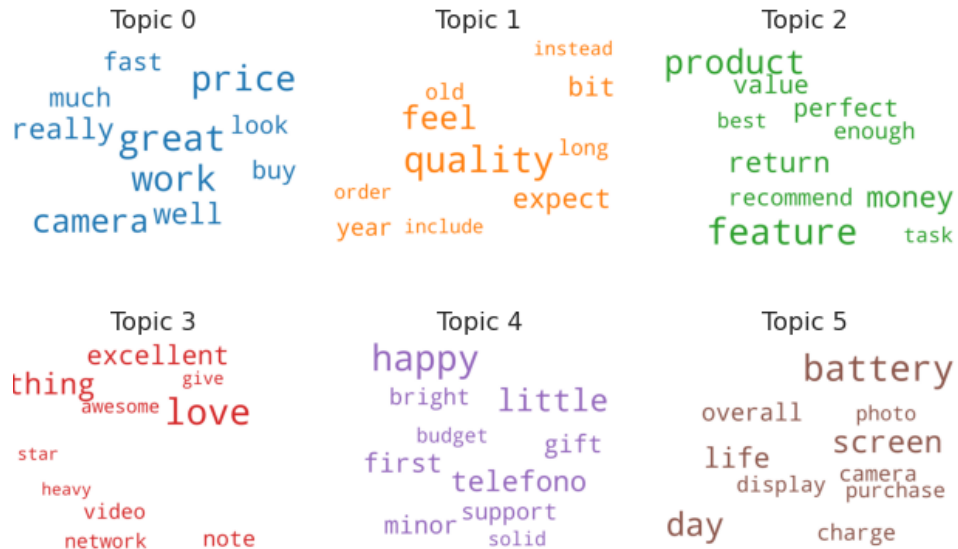 Topic 0
fast
price
much
really
great
look
work
buy
camera
well
Topic 1
instead
old
bit
feel
quality
long
order
expect
year
include
Topic 2
product
value
perfect
best
enough
return
recommend
money
feature
task
Topic 3
excellent
thing
give
awesome
love
star
heavy
video
network
note
Topic 4
happy
bright
little
budget
gift
first
telefono
support
minor
solid
Topic 5
battery
overall
photo
screen
life
camera
display
purchase
day
charge